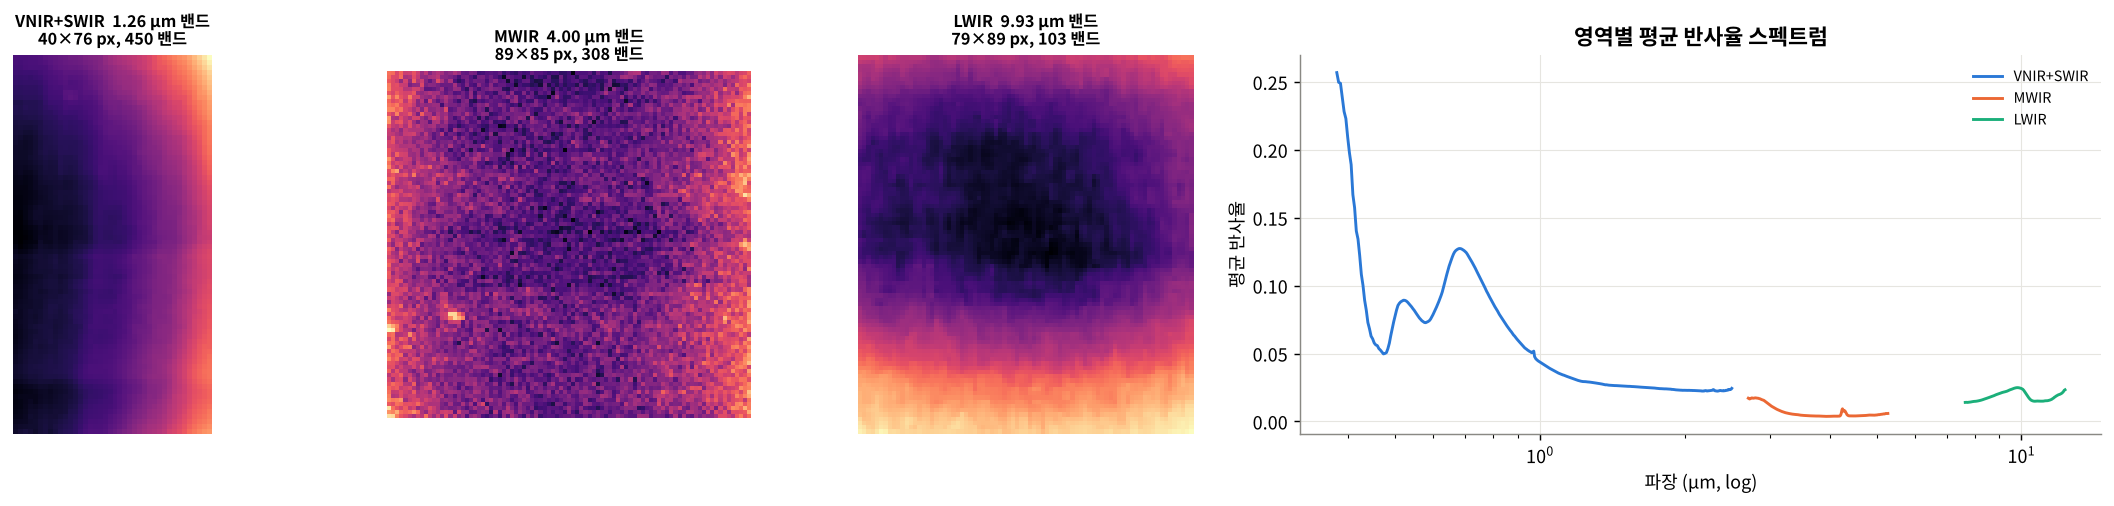 VNIR+SWIR 1.26 µm 밴드
40×76 px, 450 밴드
MWIR 4.00 µm 밴드
89×85 px, 308 밴드
LWIR 9.93 µm 밴드
79×89 px, 103 밴드
영역별 평균 반사율 스펙트럼
VNIR+SWIR
MWIR
LWIR
평균 반사율
0.25
0.20
0.15
0.10
0.05
0.00
10⁰
10¹
파장 (µm, log)